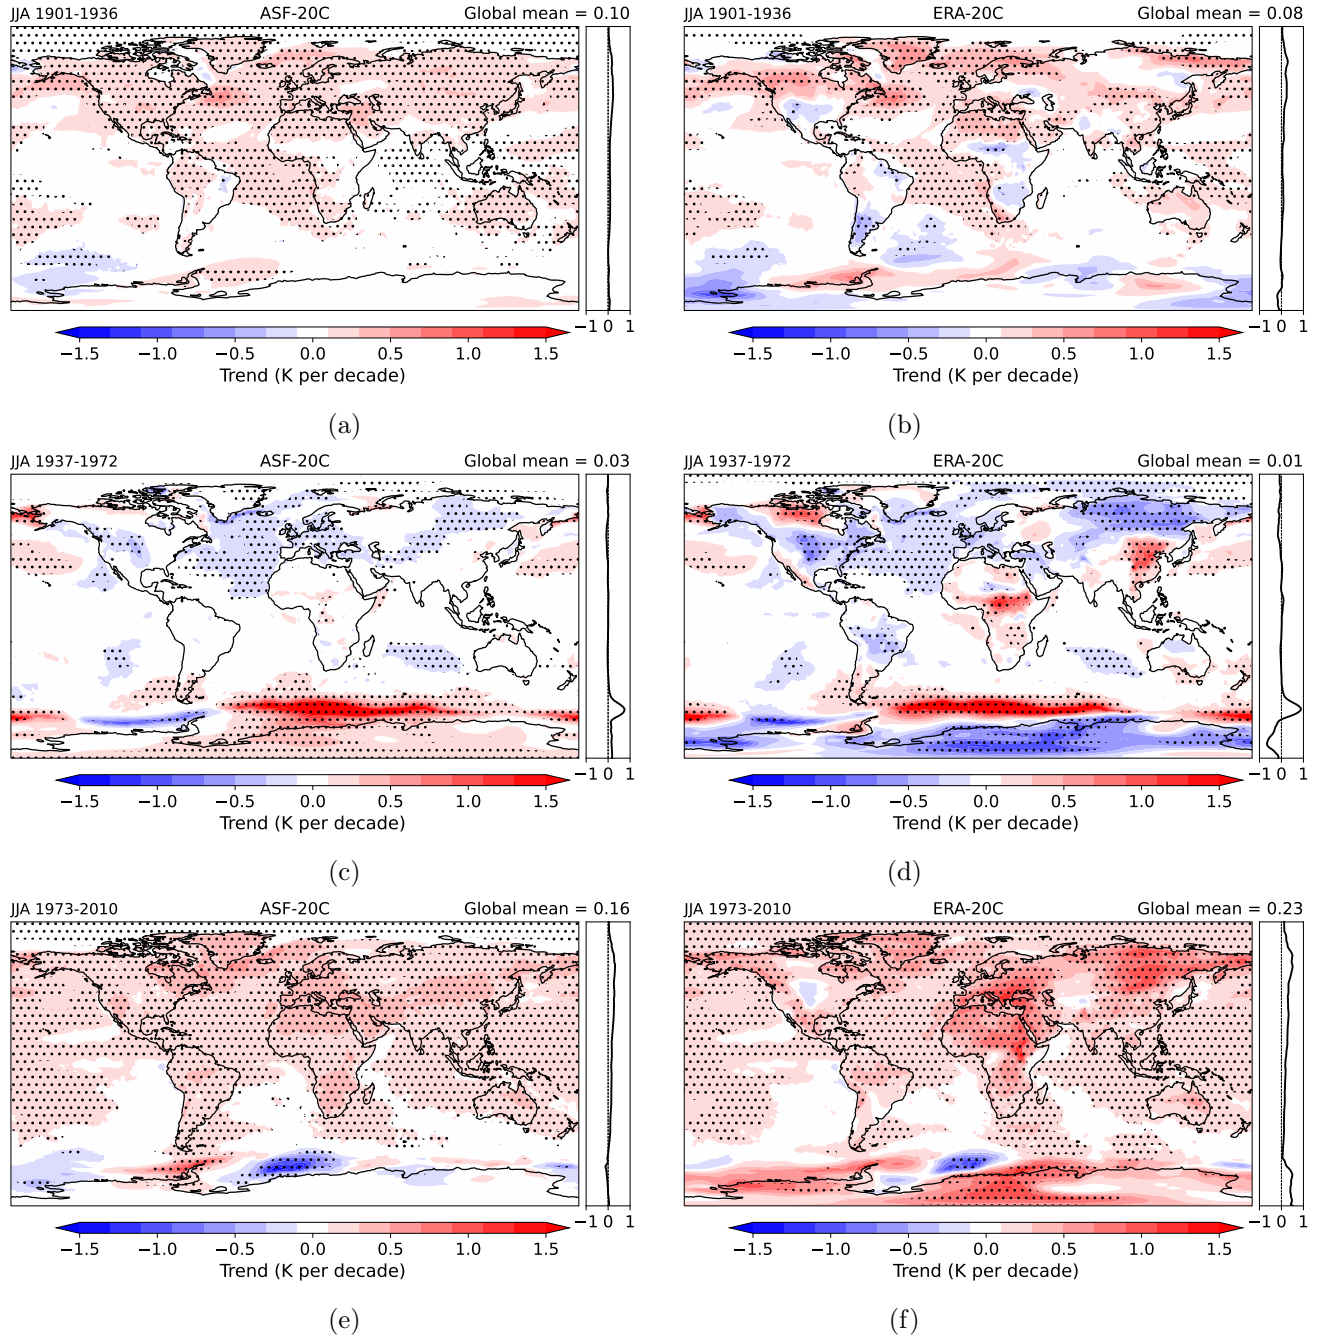 JJA 1901-1936 ASF-20C Global mean = 0.10
−1 0 1
−1.5 −1.0 −0.5 0.0 0.5 1.0 1.5
Trend (K per decade)
(a)
JJA 1901-1936 ERA-20C Global mean = 0.08
−1 0 1
−1.5 −1.0 −0.5 0.0 0.5 1.0 1.5
Trend (K per decade)
(b)
JJA 1937-1972 ASF-20C Global mean = 0.03
−1 0 1
−1.5 −1.0 −0.5 0.0 0.5 1.0 1.5
Trend (K per decade)
(c)
JJA 1937-1972 ERA-20C Global mean = 0.01
−1 0 1
−1.5 −1.0 −0.5 0.0 0.5 1.0 1.5
Trend (K per decade)
(d)
JJA 1973-2010 ASF-20C Global mean = 0.16
−1 0 1
−1.5 −1.0 −0.5 0.0 0.5 1.0 1.5
Trend (K per decade)
(e)
JJA 1973-2010 ERA-20C Global mean = 0.23
−1 0 1
−1.5 −1.0 −0.5 0.0 0.5 1.0 1.5
Trend (K per decade)
(f)